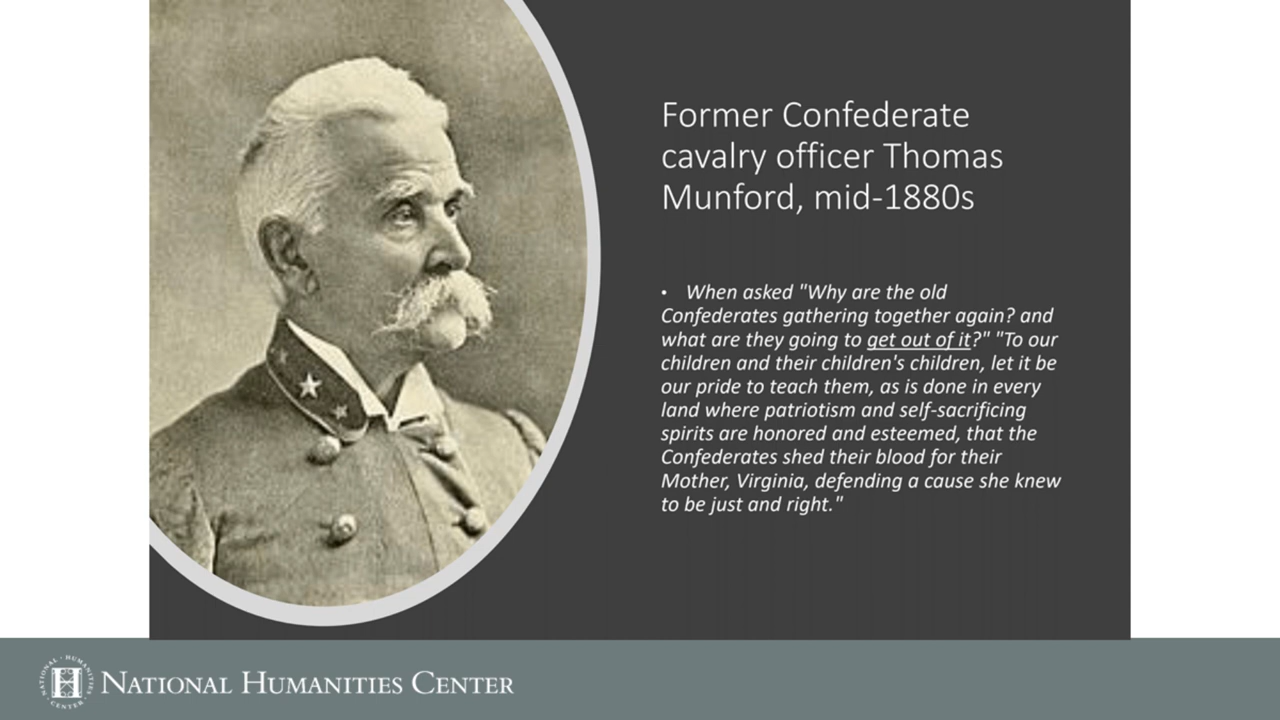 Former Confederate
cavalry officer Thomas
Munford, mid-1880s
• When asked "Why are the old
Confederates gathering together again? and
what are they going to get out of it?" "To our
children and their children's children, let it be
our pride to teach them, as is done in every
land where patriotism and self-sacrificing
spirits are honored and esteemed, that the
Confederates shed their blood for their
Mother, Virginia, defending a cause she knew
to be just and right."
NATIONAL · HUMANITIES · CENTER ·
NATIONAL HUMANITIES CENTER